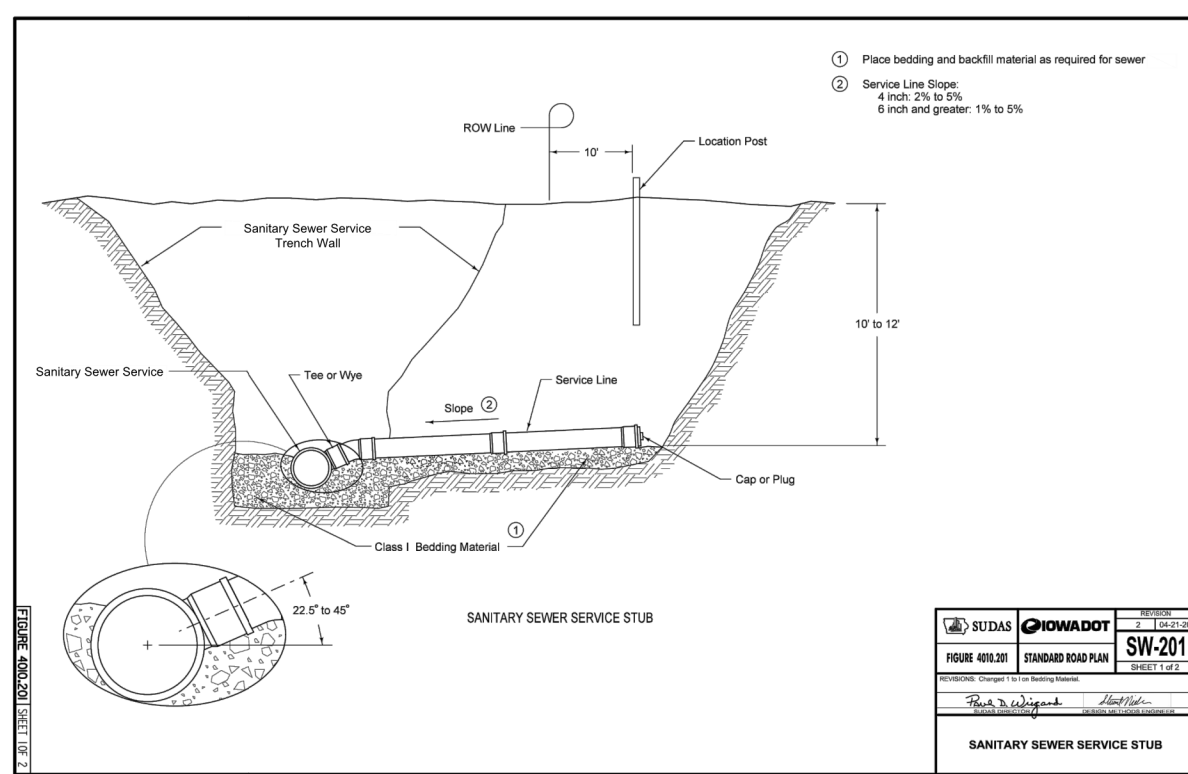 ① Place bedding and backfill material as required for sewer
② Service Line Slope:
4 inch: 2% to 5%
6 inch and greater: 1% to 5%
ROW Line
10'
Location Post
Sanitary Sewer Service
Trench Wall
10' to 12'
Sanitary Sewer Service
Tee or Wye
Service Line
Slope ②
Cap or Plug
①
Class I Bedding Material
22.5° to 45°
SANITARY SEWER SERVICE STUB
FIGURE 4010.201 SHEET 1 OF 2
SUDAS
IOWADOT
REVISION
2 04-21-20
FIGURE 4010.201
STANDARD ROAD PLAN
SW-201
SHEET 1 of 2
REVISIONS: Changed 1 to I on Bedding Material.
Paul D. Wiegand
SUDAS DIRECTOR
DESIGN METHODS ENGINEER
SANITARY SEWER SERVICE STUB